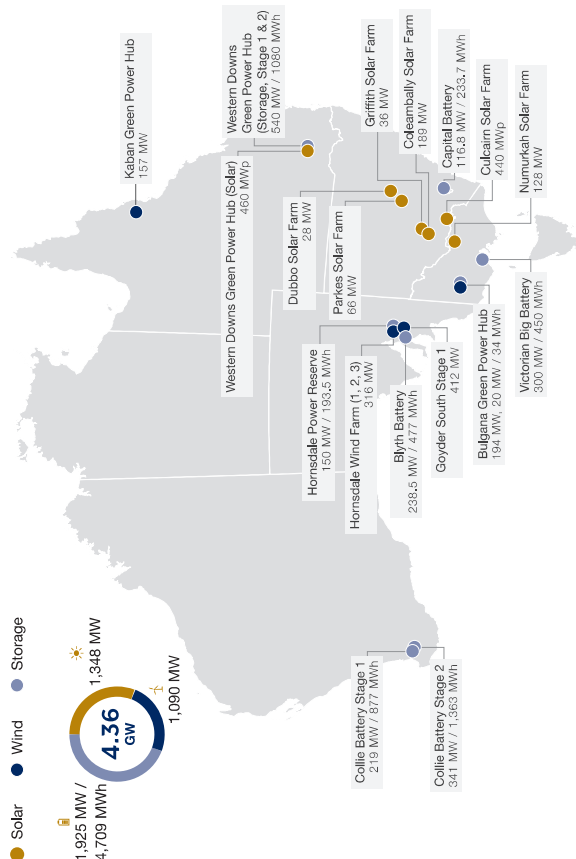 Solar
Wind
Storage
1,925 MW /
4,709 MWh
1,348 MW
1,090 MW
4.36
GW
Kaban Green Power Hub
157 MW
Western Downs
Green Power Hub
(Storage, Stage 1 & 2)
540 MW / 1080 MWh
Western Downs Green Power Hub (Solar)
460 MWp
Dubbo Solar Farm
28 MW
Parkes Solar Farm
66 MW
Griffith Solar Farm
36 MW
Coleambally Solar Farm
189 MW
Capital Battery
116.8 MW / 233.7 MWh
Culcairn Solar Farm
440 MWp
Numurkah Solar Farm
128 MW
Hornsdale Power Reserve
150 MW / 193.5 MWh
Hornsdale Wind Farm (1, 2, 3)
316 MW
Blyth Battery
238.5 MW / 477 MWh
Goyder South Stage 1
412 MW
Bulgana Green Power Hub
194 MW, 20 MW / 34 MWh
Victorian Big Battery
300 MW / 450 MWh
Collie Battery Stage 1
219 MW / 877 MWh
Collie Battery Stage 2
341 MW / 1,363 MWh